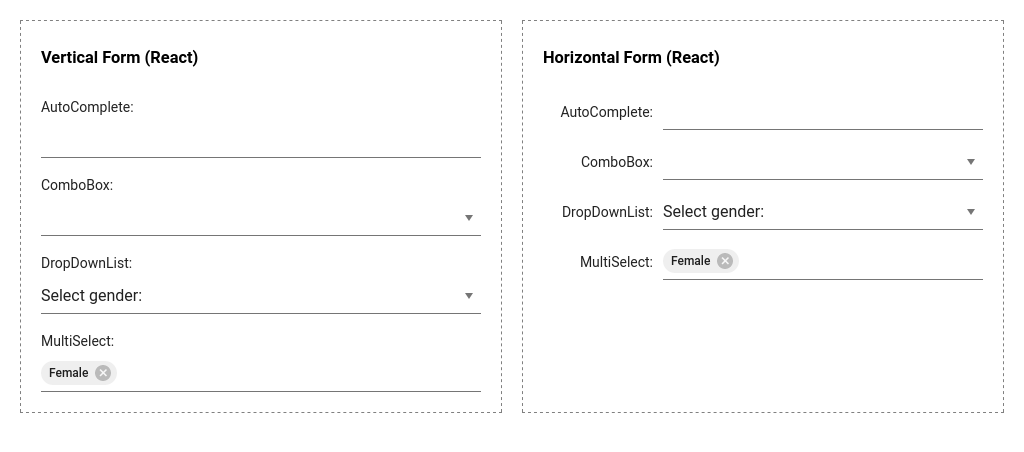 Vertical Form (React)
AutoComplete:
ComboBox:
DropDownList:
Select gender:
MultiSelect:
Female
Horizontal Form (React)
AutoComplete:
ComboBox:
DropDownList: Select gender:
MultiSelect: Female